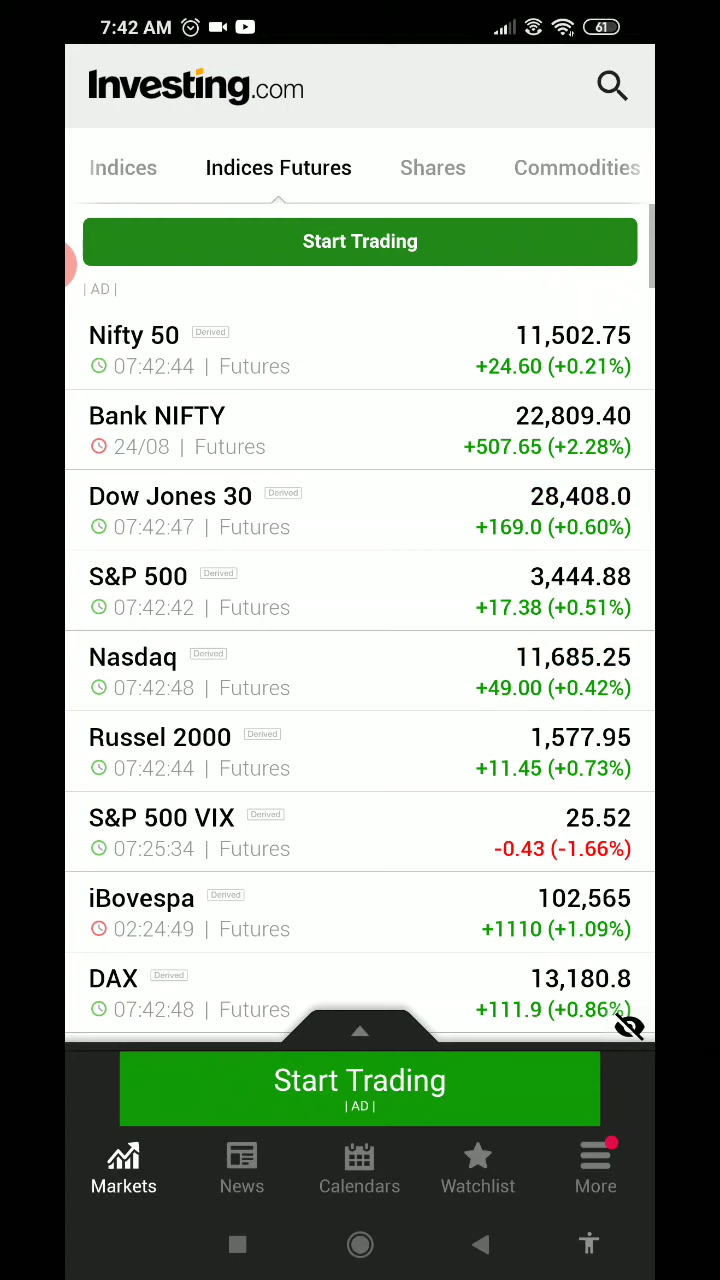 7:42 AM 61
Investing.com
Indices Indices Futures Shares Commodities
Start Trading
| AD |
Nifty 50 Derived 11,502.75
07:42:44 | Futures +24.60 (+0.21%)
Bank NIFTY 22,809.40
24/08 | Futures +507.65 (+2.28%)
Dow Jones 30 Derived 28,408.0
07:42:47 | Futures +169.0 (+0.60%)
S&P 500 Derived 3,444.88
07:42:42 | Futures +17.38 (+0.51%)
Nasdaq Derived 11,685.25
07:42:48 | Futures +49.00 (+0.42%)
Russel 2000 Derived 1,577.95
07:42:44 | Futures +11.45 (+0.73%)
S&P 500 VIX Derived 25.52
07:25:34 | Futures -0.43 (-1.66%)
iBovespa Derived 102,565
02:24:49 | Futures +1110 (+1.09%)
DAX Derived 13,180.8
07:42:48 | Futures +111.9 (+0.86%)
Start Trading
| AD |
Markets News Calendars Watchlist More